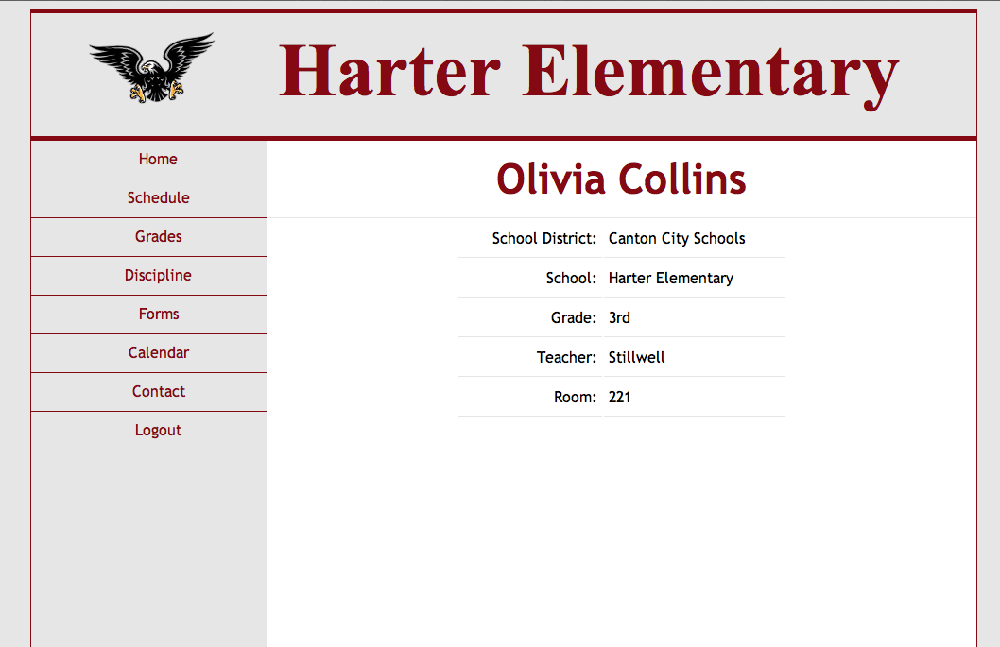 Harter Elementary
Home
Schedule
Grades
Discipline
Forms
Calendar
Contact
Logout
Olivia Collins
School District: Canton City Schools
School: Harter Elementary
Grade: 3rd
Teacher: Stillwell
Room: 221